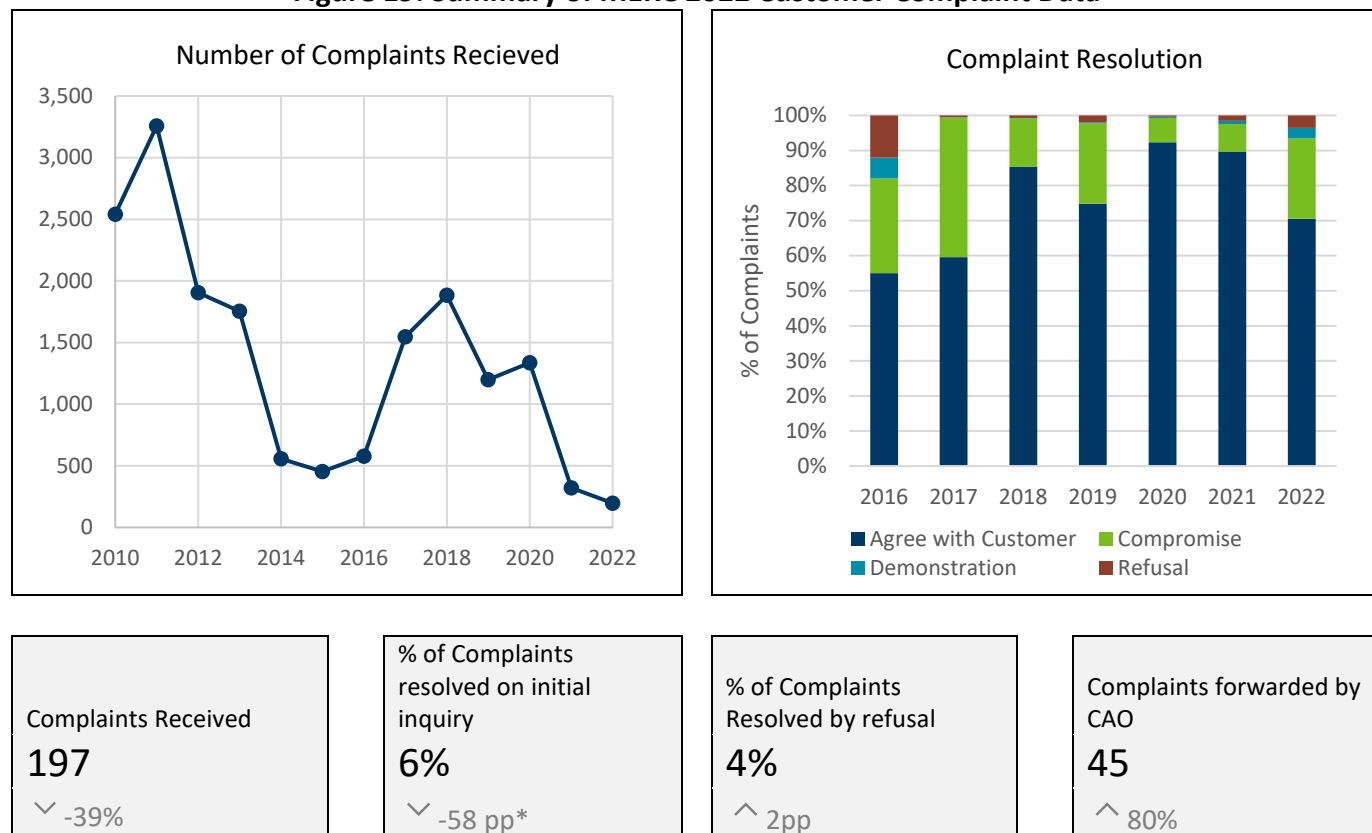 Number of Complaints Recieved
3,500
3,000
2,500
2,000
1,500
1,000
500
0
2010 2012 2014 2016 2018 2020 2022
Complaint Resolution
100%
90%
80%
70%
60%
50%
40%
30%
20%
10%
0%
% of Complaints
2016 2017 2018 2019 2020 2021 2022
Agree with Customer Compromise
Demonstration Refusal
Complaints Received
197
-39%
% of Complaints
resolved on initial
inquiry
6%
-58 pp*
% of Complaints
Resolved by refusal
4%
2pp
Complaints forwarded by
CAO
45
80%